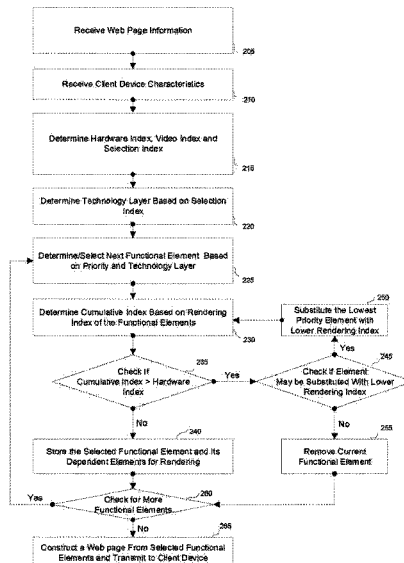 Receive Web Page Information
205
Receive Client Device Characteristics
210
Determine Hardware Index, Video Index and
Selection Index
215
Determine Technology Layer Based on Selection
Index
220
Determine/Select Next Functional Element Based
on Priority and Technology Layer
225
Determine Cumulative Index Based on Rendering
Index of the Functional Elements
230
250
Substitute the Lowest
Priority Element with
Lower Rendering Index
235
Check If
Cumulative Index > Hardware
Index
Yes
Yes
245
Check if Element
May be Substituted With Lower
Rendering Index
No
No
240
Store the Selected Functional Element and Its
Dependent Elements for Rendering
255
Remove Current
Functional Element
Yes
260
Check for More
Functional Elements
No
265
Construct a Web page From Selected Functional
Elements and Transmit to Client Device